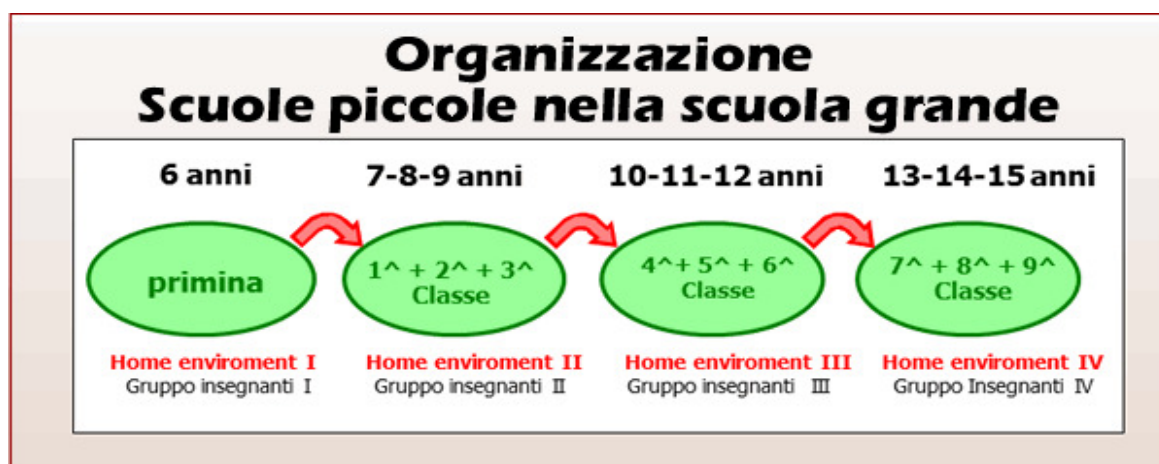 Organizzazione
Scuole piccole nella scuola grande
6 anni
7-8-9 anni
10-11-12 anni
13-14-15 anni
primina
1^ + 2^ + 3^
Classe
4^+ 5^ + 6^
Classe
7^ + 8^ + 9^
Classe
Home enviroment I
Gruppo insegnanti I
Home enviroment II
Gruppo insegnanti II
Home enviroment III
Gruppo insegnanti III
Home enviroment IV
Gruppo Insegnanti IV